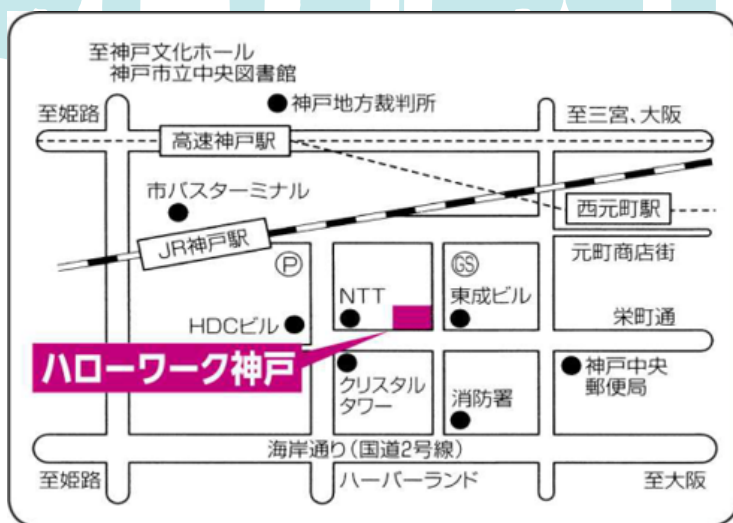 至神戸文化ホール
神戸市立中央図書館
神戸地方裁判所
至姫路
至三宮、大阪
高速神戸駅
市バスターミナル
西元町駅
JR神戸駅
元町商店街
P
GS
NTT
東成ビル
HDCビル
栄町通
ハローワーク神戸
クリスタル
タワー
消防署
神戸中央
郵便局
海岸通り(国道2号線)
至姫路
ハーバーランド
至大阪